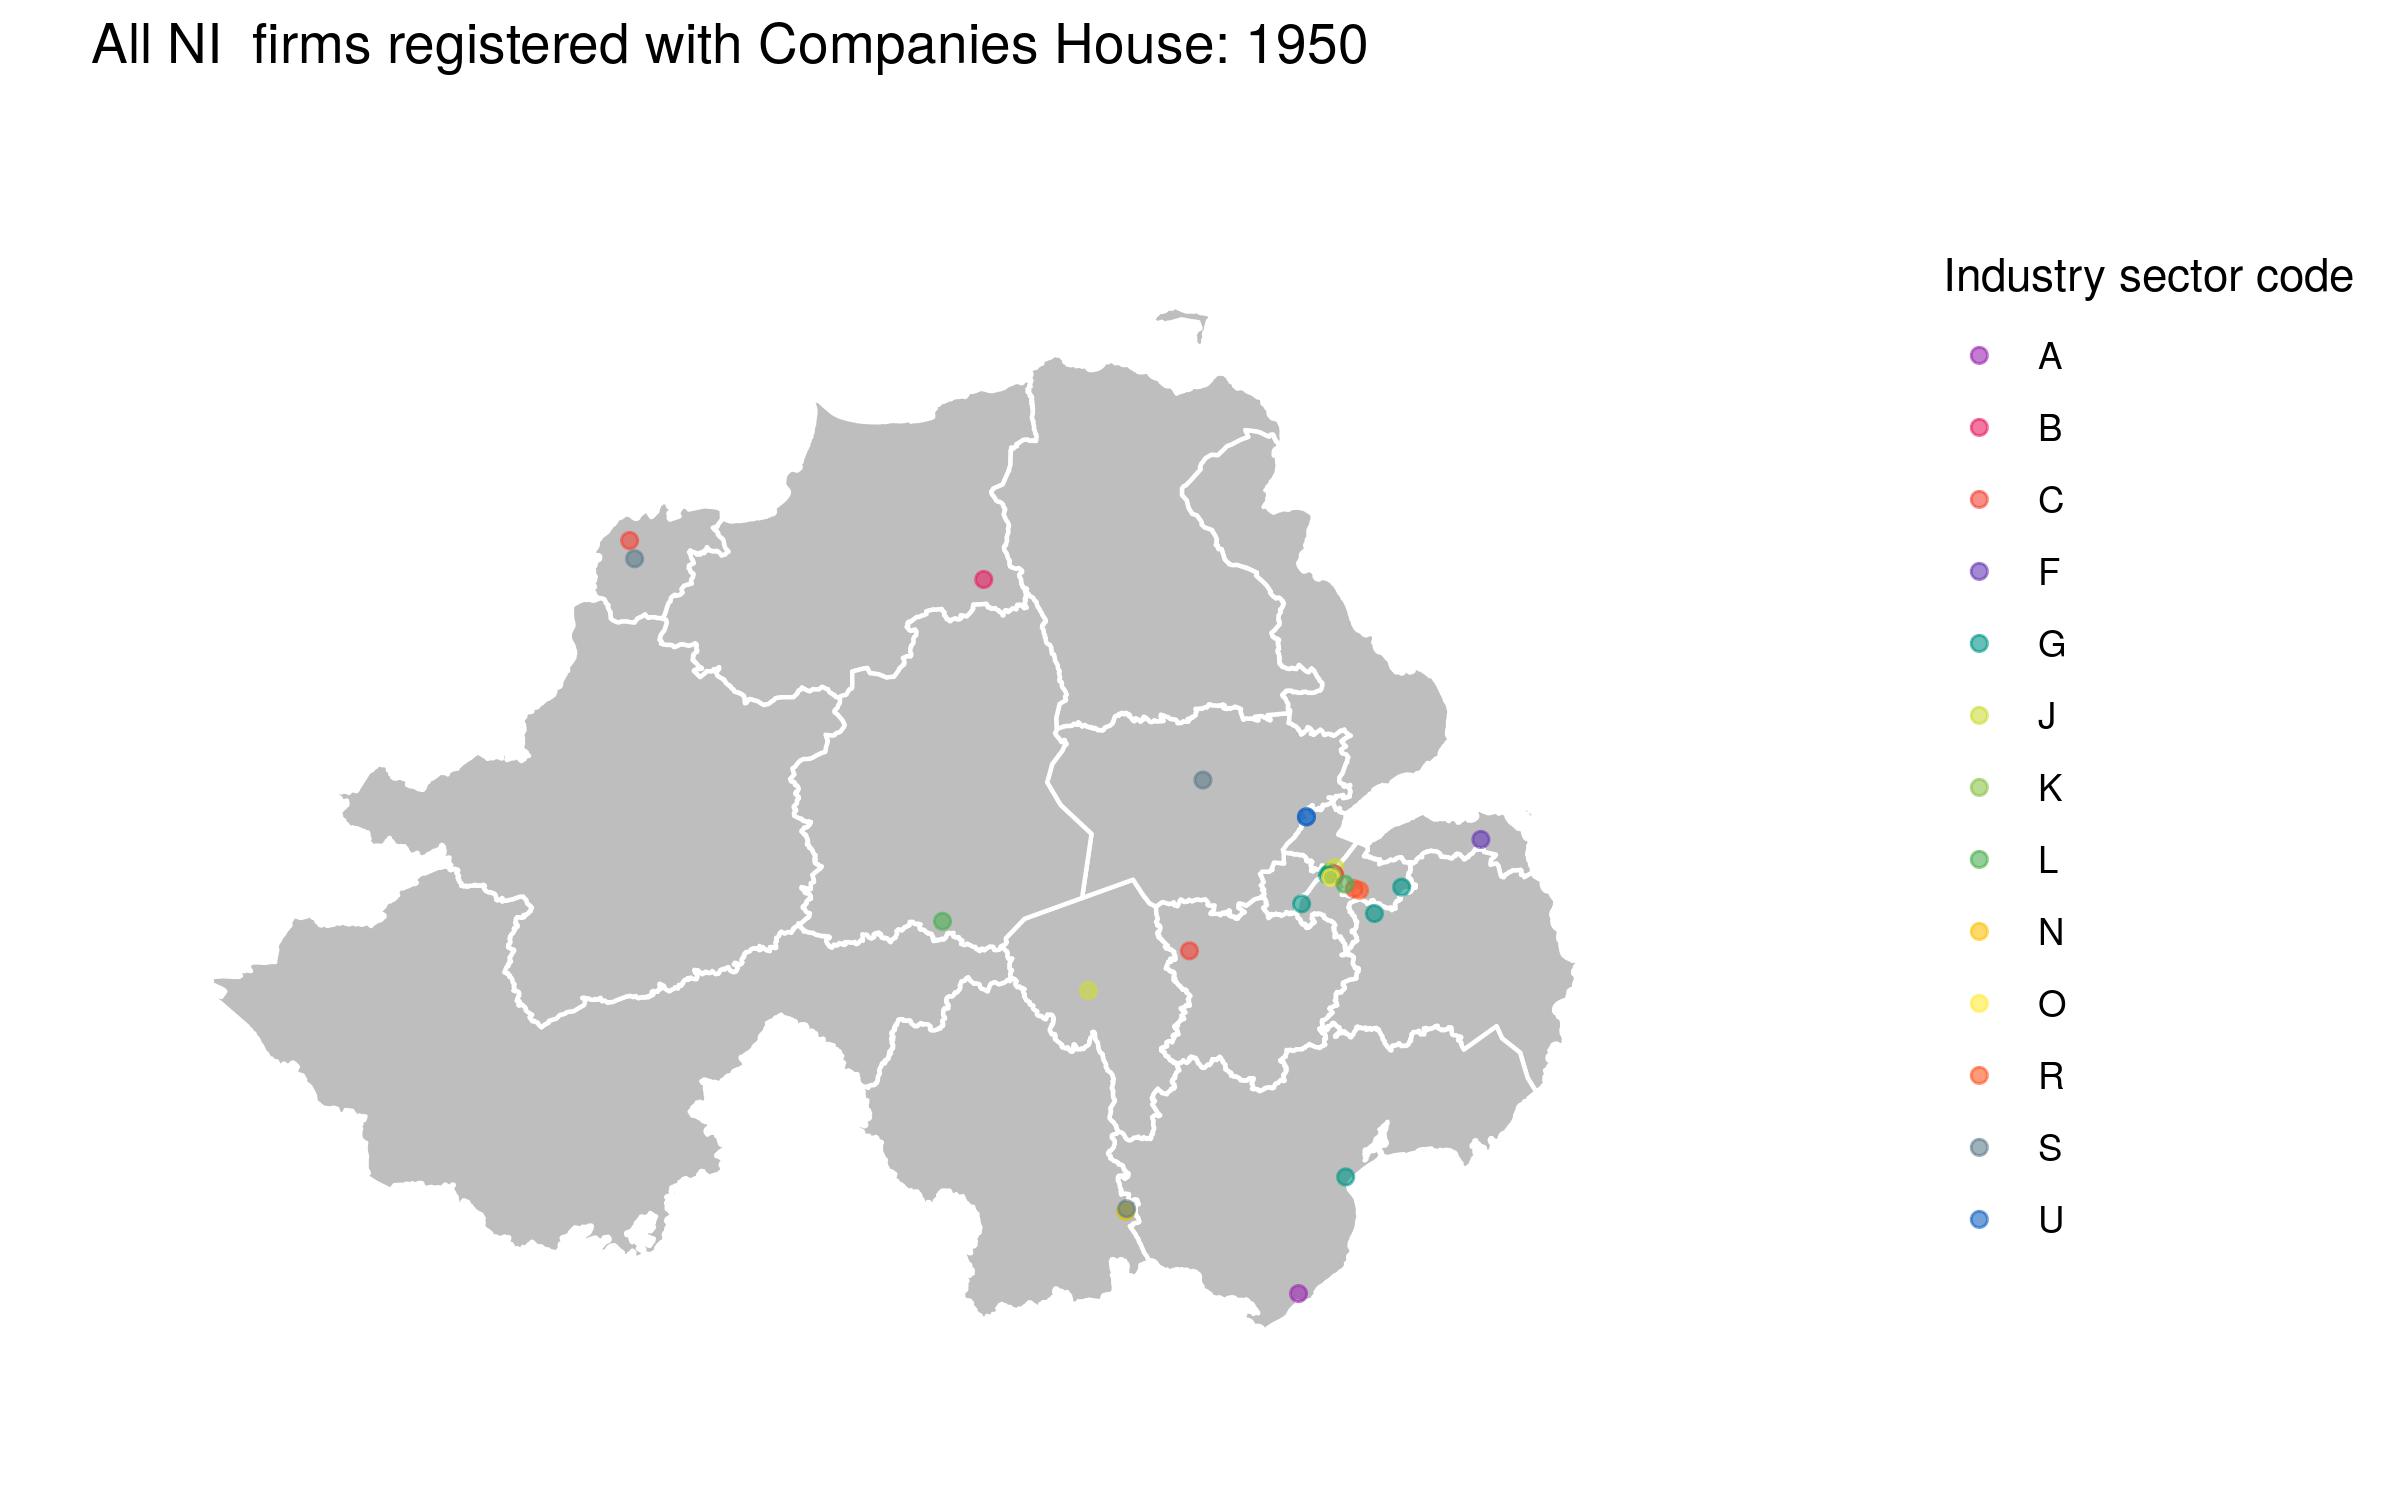 All NI  firms registered with Companies House: 1950
Industry sector code
A
B
C
F
G
J
K
L
N
O
R
S
U